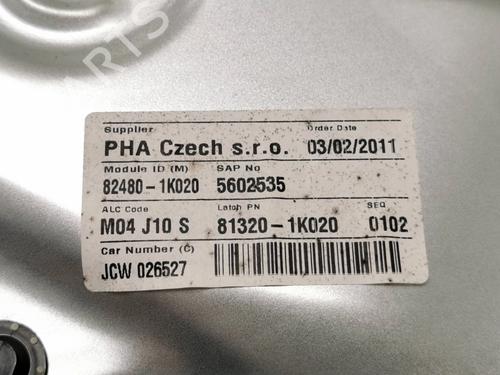 PARTS
Supplier Order Date
PHA Czech s.r.o. 03/02/2011
Module ID (M) SAP No
82480-1K020 5602535
ALC Code Latch PN SEQ
M04 J10 S 81320-1K020 0102
Car Number (C)
JCW 026527